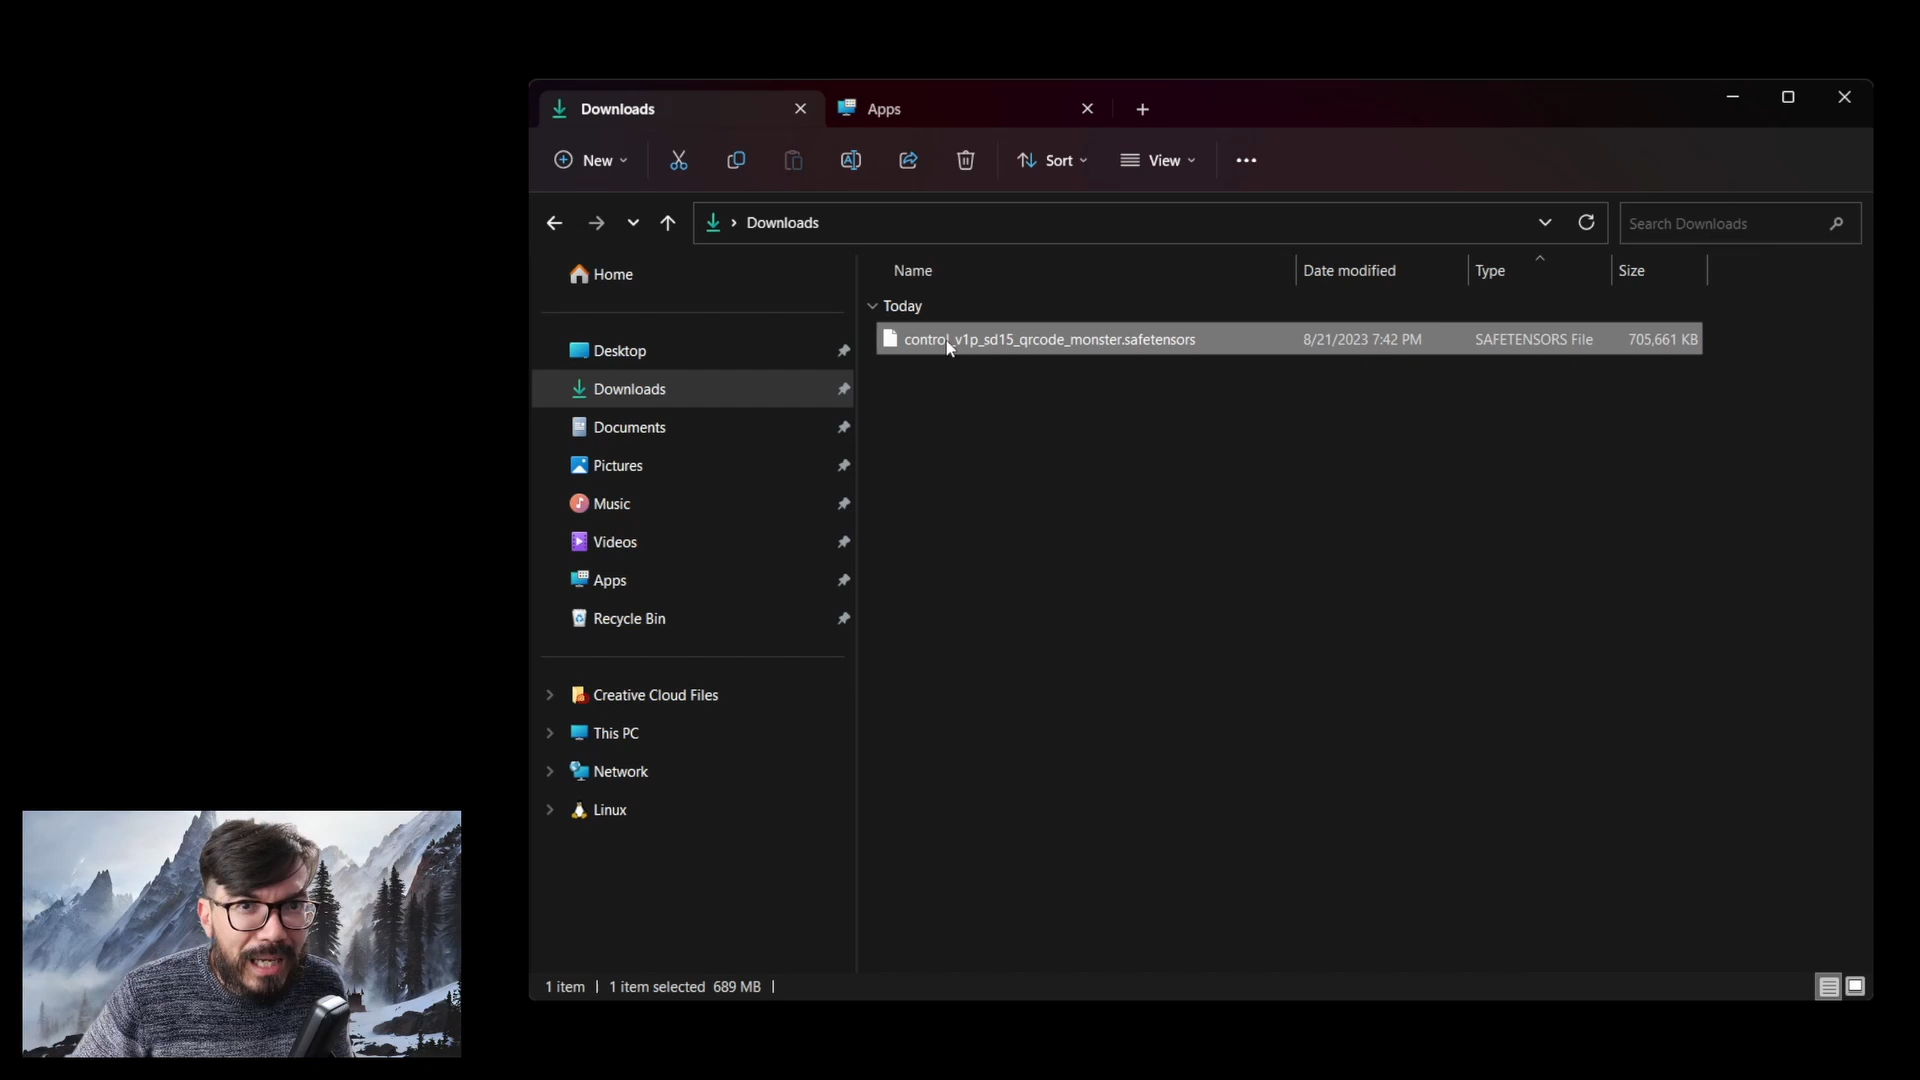 Downloads
Apps
New
Sort
View
Downloads
Search Downloads
Home
Desktop
Downloads
Documents
Pictures
Music
Videos
Apps
Recycle Bin
Creative Cloud Files
This PC
Network
Linux
Name Date modified Type Size
Today
control_v1p_sd15_qrcode_monster.safetensors 8/21/2023 7:42 PM SAFETENSORS File 705,661 KB
1 item | 1 item selected 689 MB |